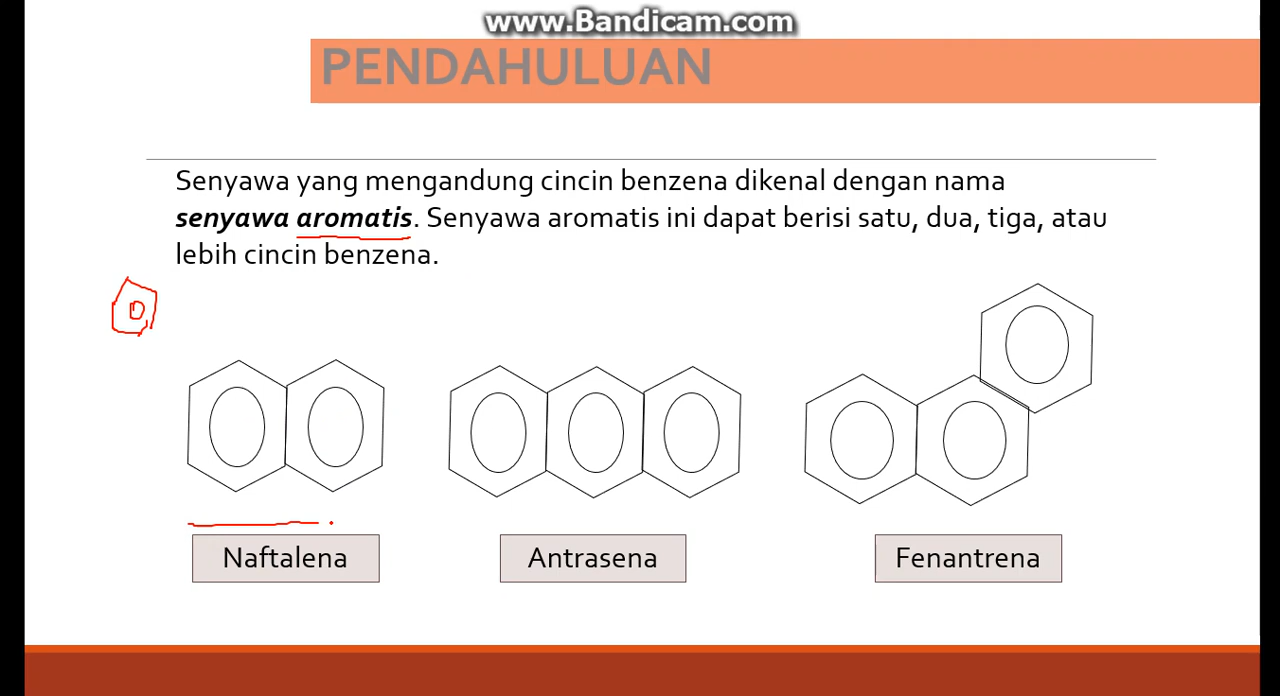 www.Bandicam.com
PENDAHULUAN
Senyawa yang mengandung cincin benzena dikenal dengan nama
senyawa aromatis. Senyawa aromatis ini dapat berisi satu, dua, tiga, atau
lebih cincin benzena.
Naftalena
Antrasena
Fenantrena